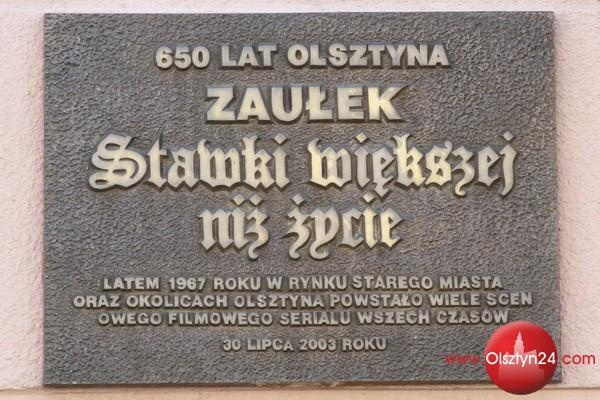 650 LAT OLSZTYNA
ZAUŁEK
Stawki większej
niż życie
LATEM 1967 ROKU W RYNKU STAREGO MIASTA
ORAZ OKOLICACH OLSZTYNA POWSTAŁO WIELE SCEN
OWEGO FILMOWEGO SERIALU WSZECH CZASÓW
30 LIPCA 2003 ROKU
www.Olsztyn24.com